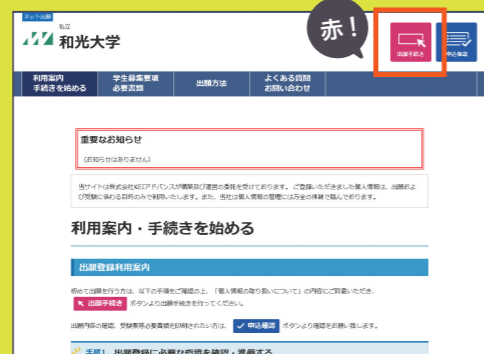 ネット出願
私立
和光大学
赤！
出願手続き
申込確認
利用案内
手続きを始める
学生募集要項
必要書類
出願方法
よくある質問
お問い合わせ
重要なお知らせ
(お知らせはありません)
当サイトは株式会社KEIアドバンスが構築及び運営の委託を受けております。ご登録いただきました個人情報は、出願およ
び受験に係わる目的のみで利用いたします。また、当社は個人情報の管理には万全の体制で臨んでおります。
利用案内・手続きを始める
出願登録利用案内
初めて出願を行う方は、以下の手順をご確認の上、「個人情報の取り扱いについて」の内容にご同意いただき、
出願手続き ボタンより出願手続きを行ってください。
出願内容の確認、受験票等必要書類を印刷されたい方は、 申込確認 ボタンより確認をお願い致します。
手順1 出願登録に必要な環境を確認・準備する